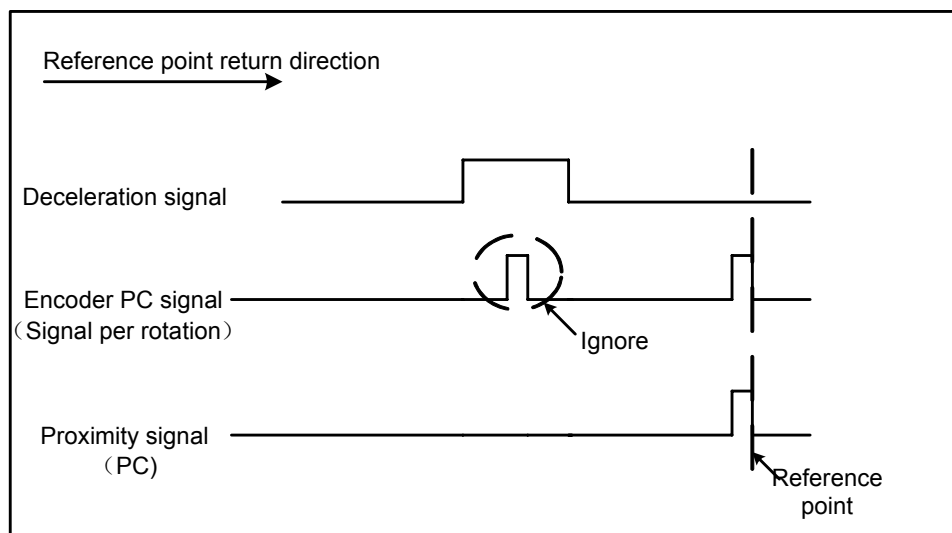 Reference point return direction
Deceleration signal
Encoder PC signal
（Signal per rotation）
Ignore
Proximity signal
（PC)
Reference
point